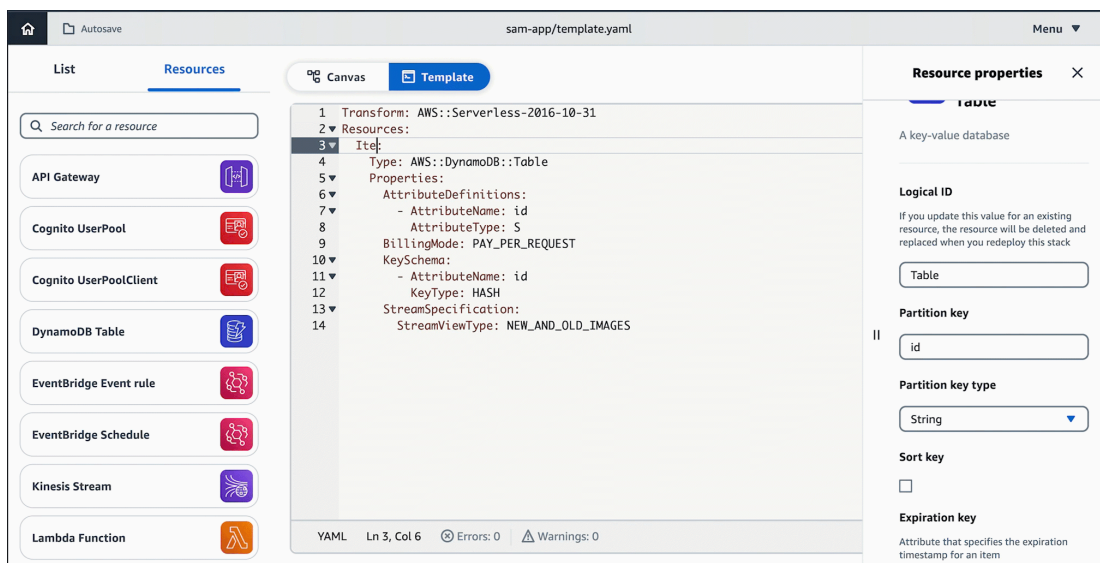 Autosave
sam-app/template.yaml
Menu
List
Resources
Search for a resource
API Gateway
Cognito UserPool
Cognito UserPoolClient
DynamoDB Table
EventBridge Event rule
EventBridge Schedule
Kinesis Stream
Lambda Function
Canvas
Template
1 Transform: AWS::Serverless-2016-10-31
2 Resources:
3 Ite:
4 Type: AWS::DynamoDB::Table
5 Properties:
6 AttributeDefinitions:
7 - AttributeName: id
8 AttributeType: S
9 BillingMode: PAY_PER_REQUEST
10 KeySchema:
11 - AttributeName: id
12 KeyType: HASH
13 StreamSpecification:
14 StreamViewType: NEW_AND_OLD_IMAGES
YAML Ln 3, Col 6 Errors: 0 Warnings: 0
Resource properties
Table
A key-value database
Logical ID
If you update this value for an existing
resource, the resource will be deleted and
replaced when you redeploy this stack
Table
Partition key
id
Partition key type
String
Sort key
Expiration key
Attribute that specifies the expiration
timestamp for an item